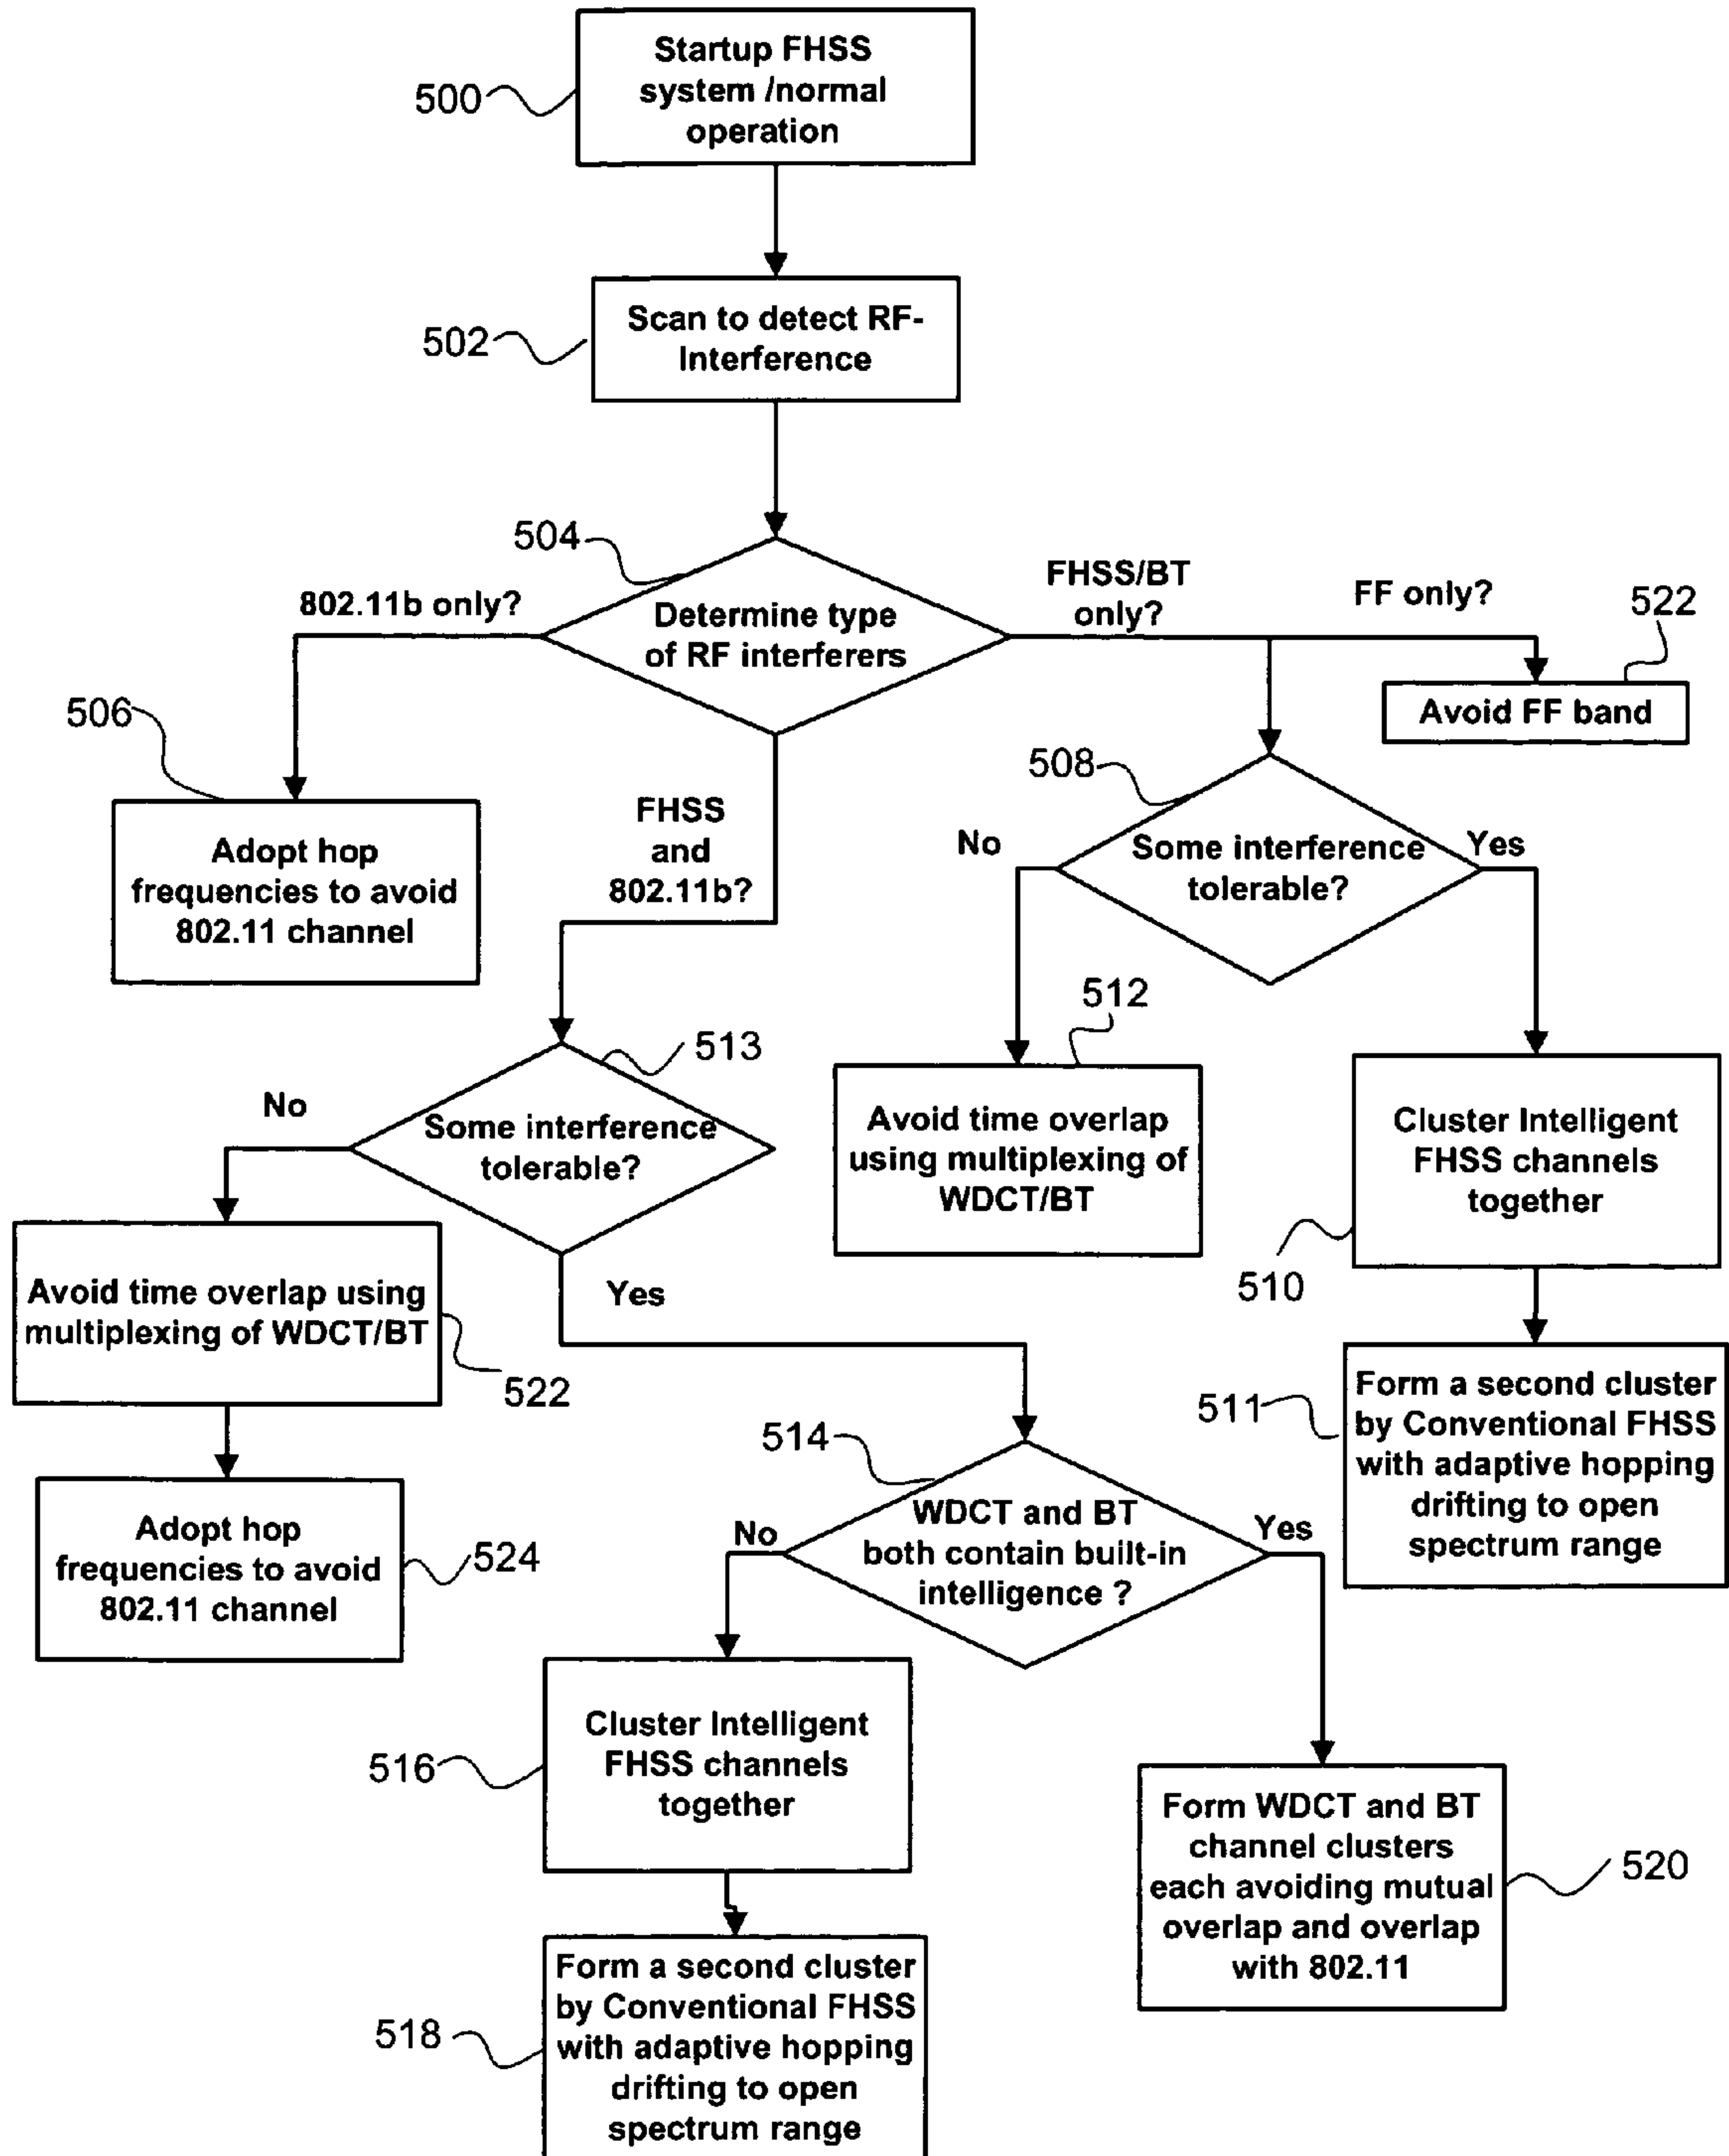 Startup FHSS
system /normal
operation
500
Scan to detect RF-
Interference
502
504
Determine type
of RF interferers
802.11b only?
FHSS/BT
only?
FF only?
522
Avoid FF band
506
Adopt hop
frequencies to avoid
802.11 channel
FHSS
and
802.11b?
508
Some interference
tolerable?
No
Yes
512
Avoid time overlap
using multiplexing of
WDCT/BT
Cluster Intelligent
FHSS channels
together
510
513
Some interference
tolerable?
No
Yes
Avoid time overlap using
multiplexing of WDCT/BT
522
Form a second cluster
by Conventional FHSS
with adaptive hopping
drifting to open
spectrum range
511
Adopt hop
frequencies to avoid
802.11 channel
524
514
WDCT and BT
both contain built-in
intelligence ?
No
Yes
Cluster Intelligent
FHSS channels
together
516
Form WDCT and BT
channel clusters
each avoiding mutual
overlap and overlap
with 802.11
520
Form a second cluster
by Conventional FHSS
with adaptive hopping
drifting to open
spectrum range
518